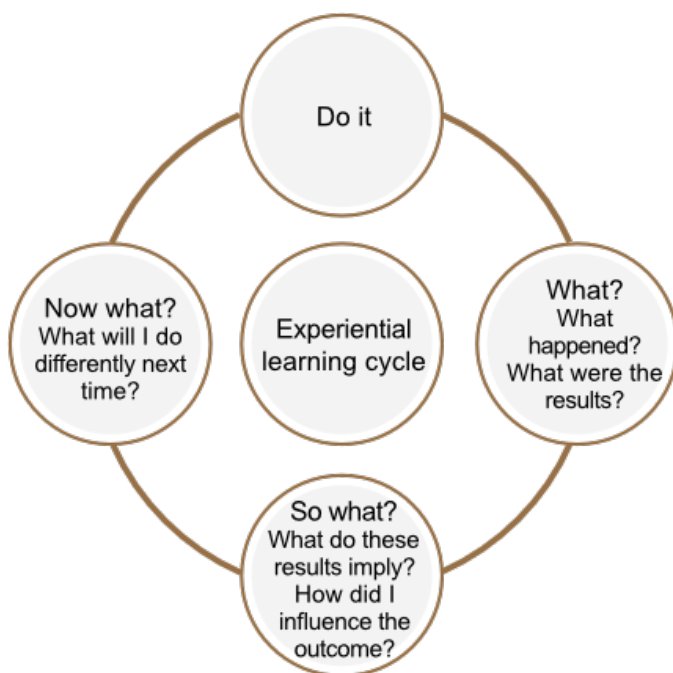 Do it
Now what?
What will I do
differently next
time?
Experiential
learning cycle
What?
What
happened?
What were the
results?
So what?
What do these
results imply?
How did I
influence the
outcome?